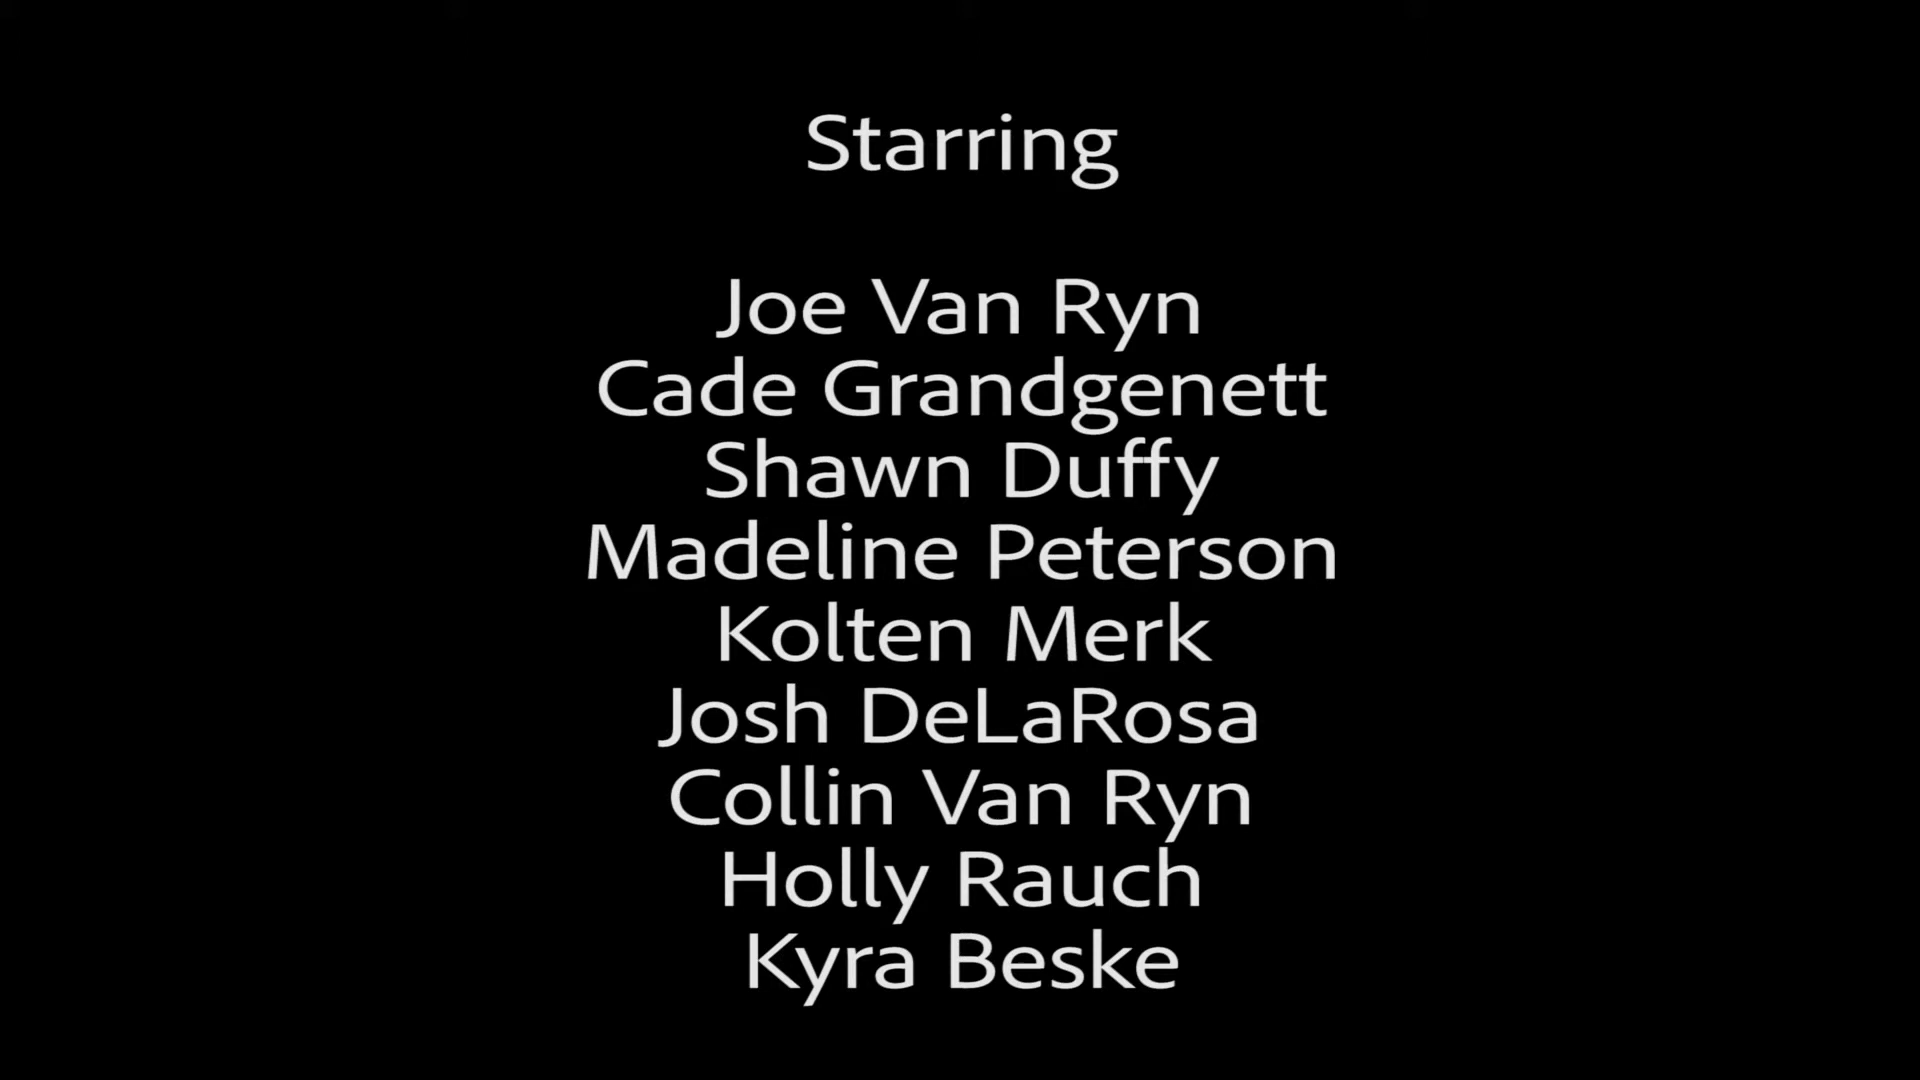 Starring
Joe Van Ryn
Cade Grandgenett
Shawn Duffy
Madeline Peterson
Kolten Merk
Josh DeLaRosa
Collin Van Ryn
Holly Rauch
Kyra Beske